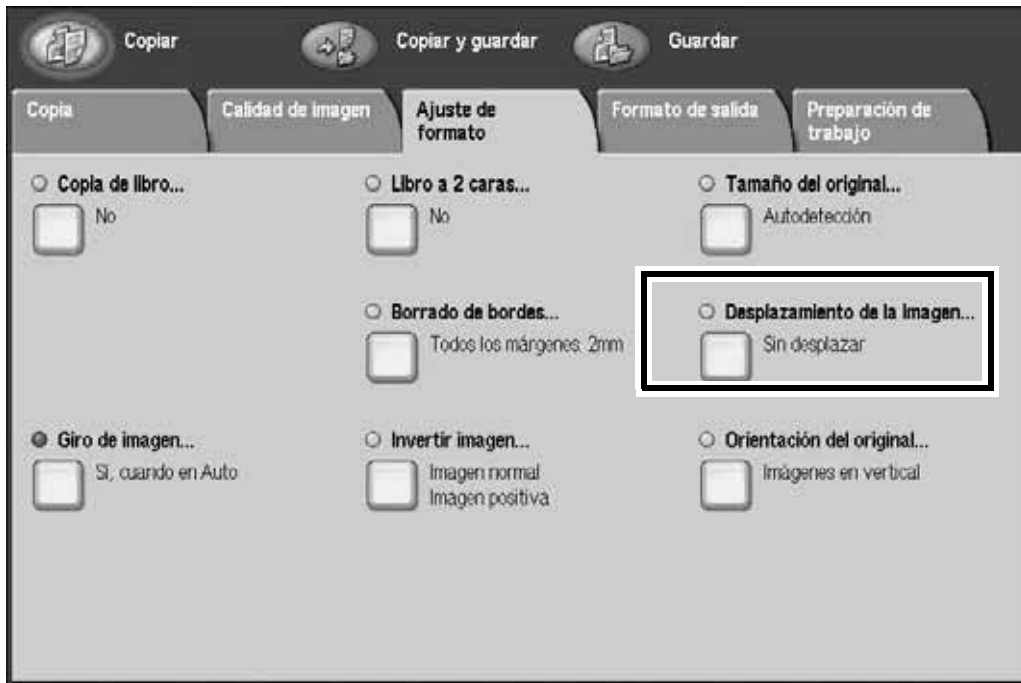 Copiar
Copiar y guardar
Guardar
Copia
Calidad de imagen
Ajuste de
formato
Formato de salida
Preparación de
trabajo
Copia de libro...
No
Libro a 2 caras...
No
Tamaño del original...
Autodetección
Borrado de bordes...
Todos los márgenes: 2mm
Desplazamiento de la imagen...
Sin desplazar
Giro de imagen...
Sí, cuando en Auto
Invertir imagen...
Imagen normal
Imagen positiva
Orientación del original...
Imágenes en vertical